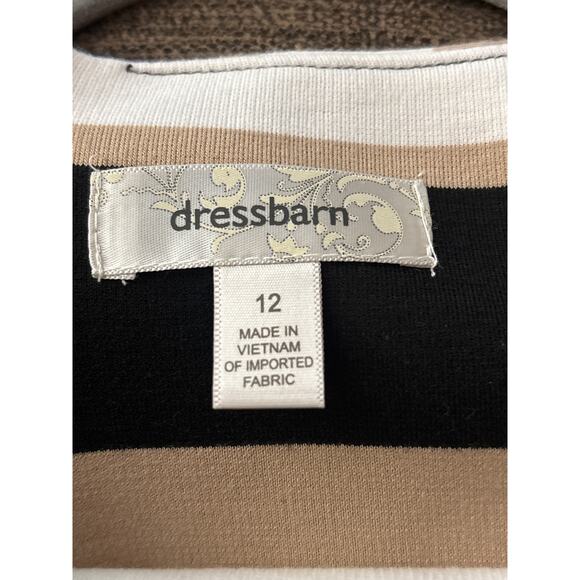 dressbarn
12
MADE IN
VIETNAM
OF IMPORTED
FABRIC